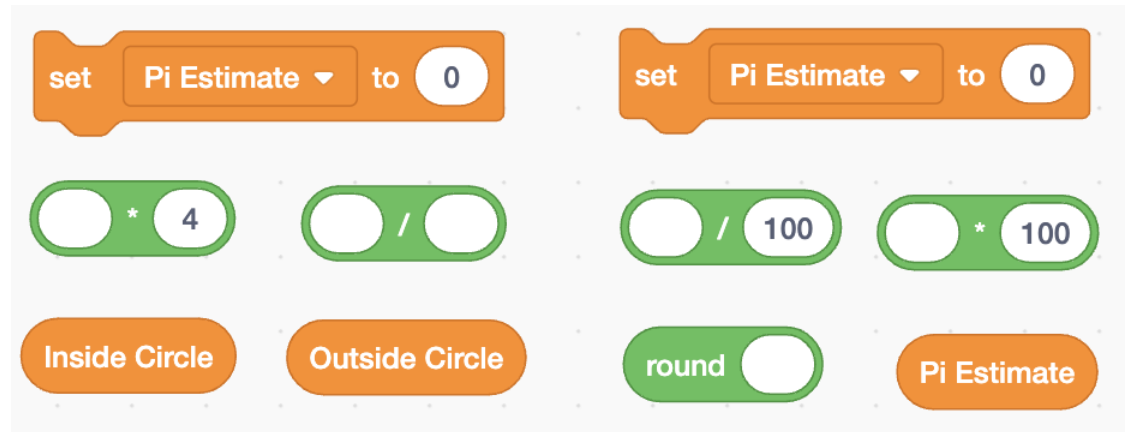 set Pi Estimate to 0
set Pi Estimate to 0
* 4
/
/ 100
* 100
Inside Circle
Outside Circle
round
Pi Estimate